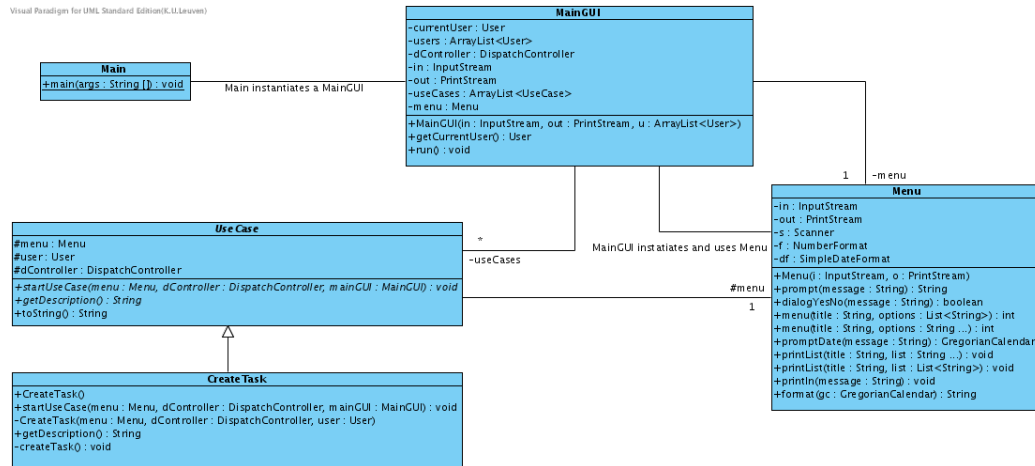 Visual Paradigm for UML Standard Edition(K.U.Leuven)
MainGUI
-currentUser : User
-users : ArrayList<User>
-dController : DispatchController
-in : InputStream
-out : PrintStream
-useCases : ArrayList<UseCase>
-menu : Menu
+MainGUI(in : InputStream, out : PrintStream, u : ArrayList<User>)
+getCurrentUser() : User
+run() : void
Main
+main(args : String []) : void
Main instantiates a MainGUI
1
-menu
Menu
-in : InputStream
-out : PrintStream
-s : Scanner
-f : NumberFormat
-df : SimpleDateFormat
+Menu(i : InputStream, o : PrintStream)
+prompt(message : String) : String
+dialogYesNo(message : String) : boolean
+menu(title : String, options : List<String>) : int
+menu(title : String, options : String ...) : int
+promptDate(message : String) : GregorianCalendar
+printList(title : String, list : String ...) : void
+printList(title : String, list : List<String>) : void
+println(message : String) : void
+format(gc : GregorianCalendar) : String
UseCase
#menu : Menu
#user : User
#dController : DispatchController
+startUseCase(menu : Menu, dController : DispatchController, mainGUI : MainGUI) : void
+getDescription() : String
+toString() : String
*
-useCases
MainGUI instatiates and uses Menu
#menu
1
CreateTask
+CreateTask()
+startUseCase(menu : Menu, dController : DispatchController, mainGUI : MainGUI) : void
-CreateTask(menu : Menu, dController : DispatchController, user : User)
+getDescription() : String
-createTask() : void